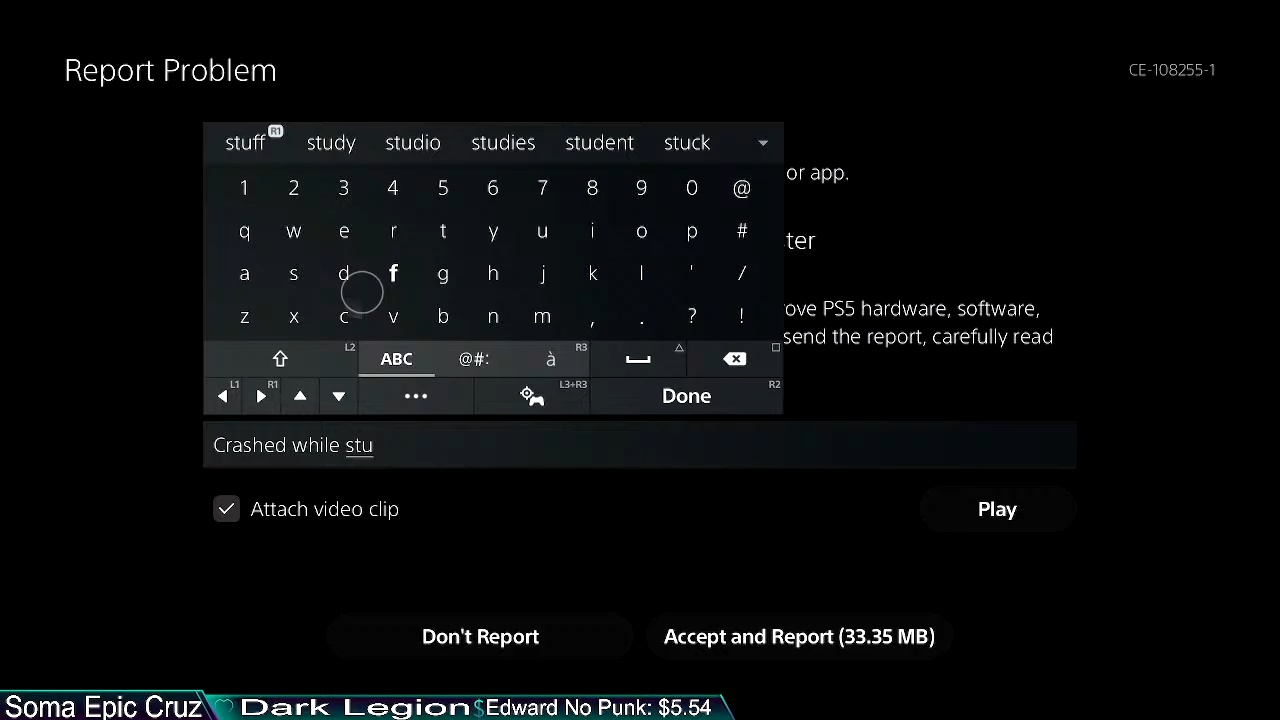 Report Problem
CE-108255-1
stuff R1 study studio studies student stuck
or app.
1 2 3 4 5 6 7 8 9 0 @
q w e r t y u i o p #
ter
a s d f g h j k l ' /
ove PS5 hardware, software,
z x c v b n m , . ? !
send the report, carefully read
L2 ABC @#: à R3
L1 R1 ••• L3+R3 Done R2
Crashed while stu
Attach video clip
Play
Don't Report
Accept and Report (33.35 MB)
Soma Epic Cruz Dark Legion $Edward No Punk: $5.54